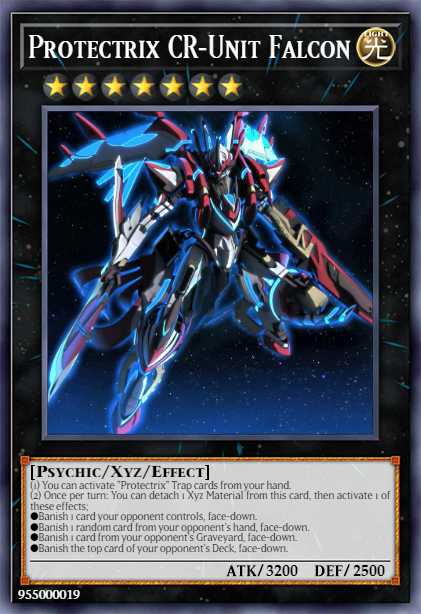 PROTECTRIX CR-UNIT FALCON
LIGHT
光
[PSYCHIC/XYZ/EFFECT]
(1) You can activate "Protectrix" Trap cards from your hand.
(2) Once per turn: You can detach 1 Xyz Material from this card, then activate 1 of
these effects;
●Banish 1 card your opponent controls, face-down.
●Banish 1 random card from your opponent's hand, face-down.
●Banish 1 card from your opponent's Graveyard, face-down.
●Banish the top card of your opponent's Deck, face-down.
ATK/3200 DEF/2500
955000019